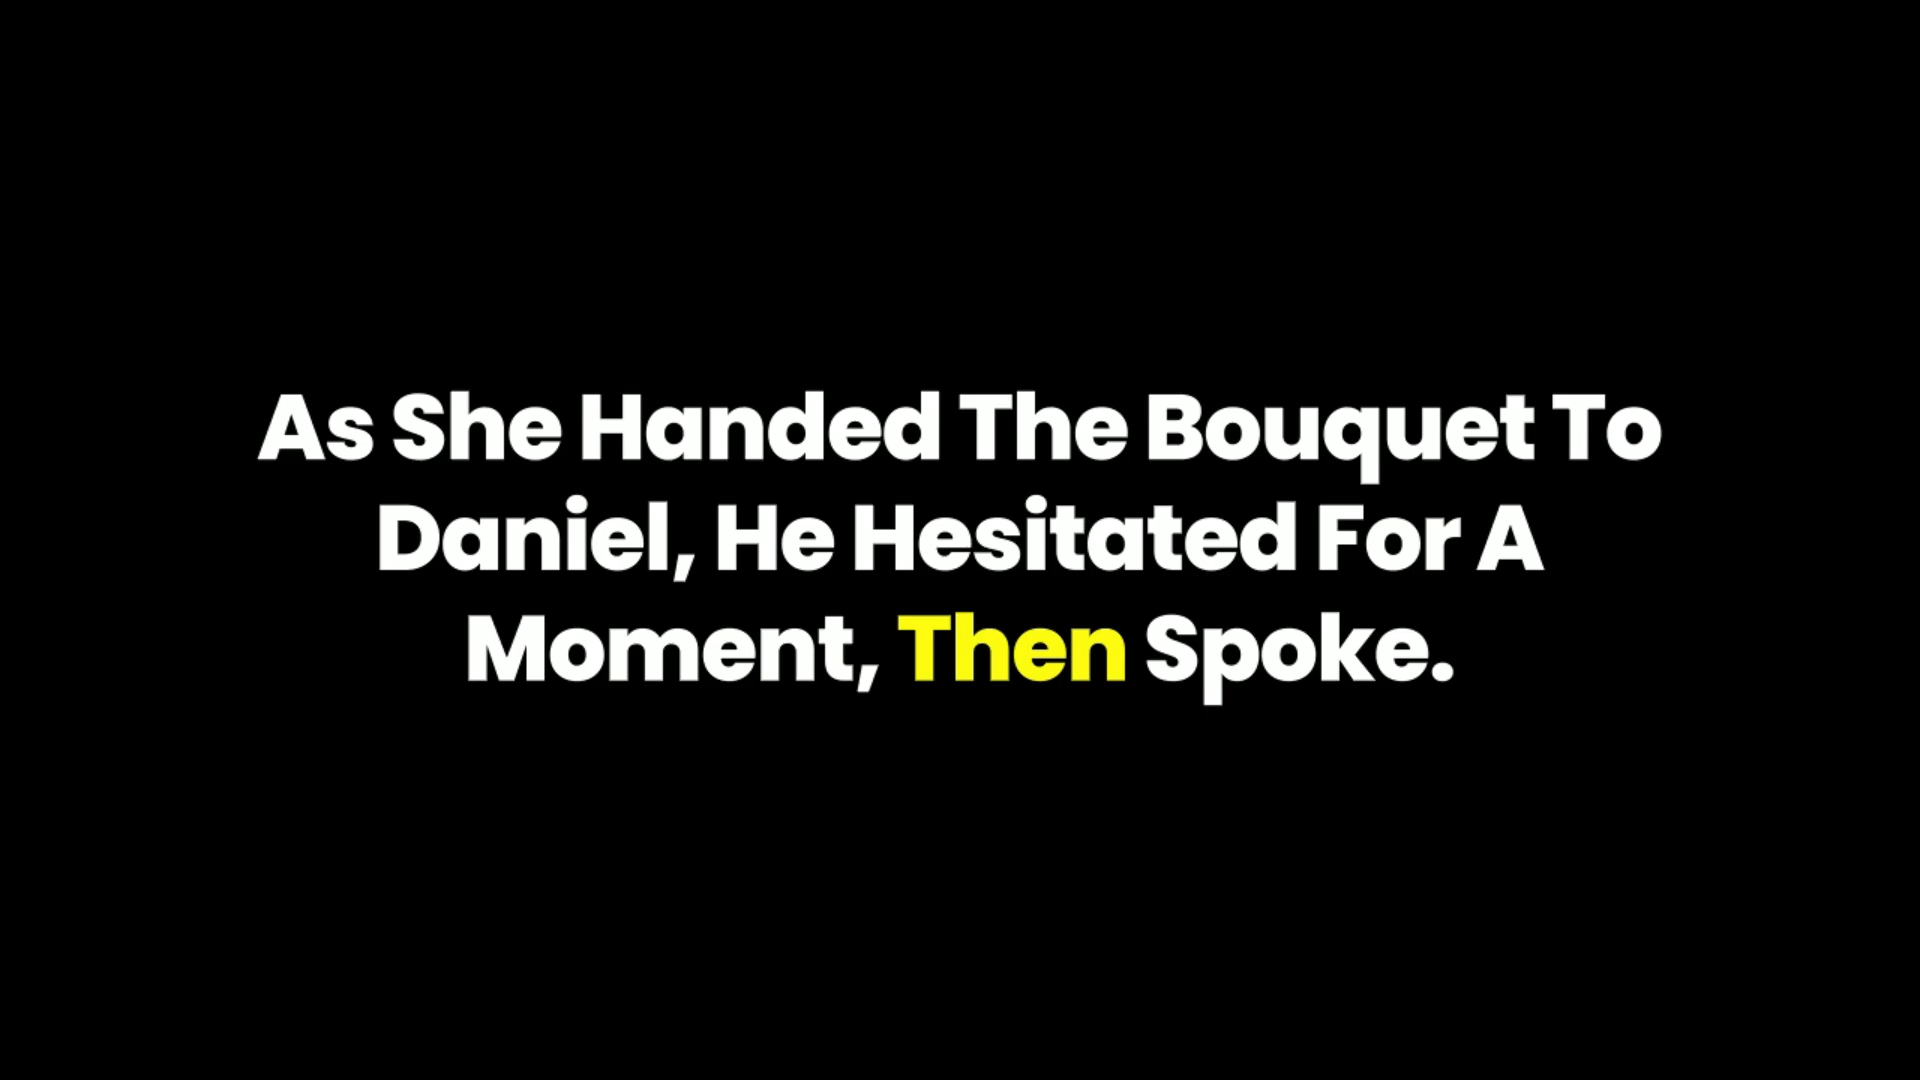 As She Handed The Bouquet To
Daniel, He Hesitated For A
Moment, Then Spoke.